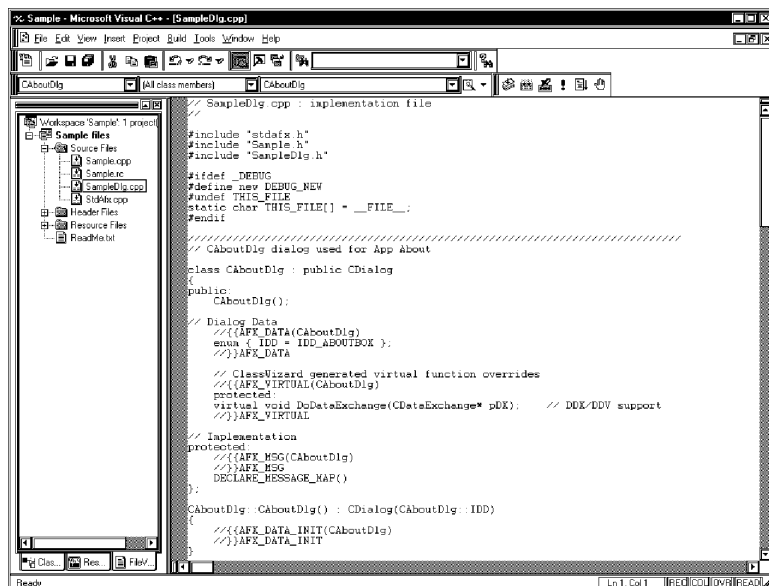 Sample - Microsoft Visual C++ - [SampleDlg.cpp]
File Edit View Insert Project Build Tools Window Help
CAboutDlg
(All class members)
CAboutDlg
Workspace 'Sample': 1 project(
Sample files
Source Files
Sample.cpp
Sample.rc
SampleDlg.cpp
StdAfx.cpp
Header Files
Resource Files
ReadMe.txt
Clas...
Res...
FileV...
// SampleDlg.cpp : implementation file
//
#include "stdafx.h"
#include "Sample.h"
#include "SampleDlg.h"
#ifdef _DEBUG
#define new DEBUG_NEW
#undef THIS_FILE
static char THIS_FILE[] = __FILE__;
#endif
/////////////////////////////////////////////////////////////////////////////
// CAboutDlg dialog used for App About
class CAboutDlg : public CDialog
{
public:
CAboutDlg();
// Dialog Data
//{{AFX_DATA(CAboutDlg)
enum { IDD = IDD_ABOUTBOX };
//}}AFX_DATA
// ClassWizard generated virtual function overrides
//{{AFX_VIRTUAL(CAboutDlg)
protected:
virtual void DoDataExchange(CDataExchange* pDX);    // DDX/DDV support
//}}AFX_VIRTUAL
// Implementation
protected:
//{{AFX_MSG(CAboutDlg)
//}}AFX_MSG
DECLARE_MESSAGE_MAP()
};
CAboutDlg::CAboutDlg() : CDialog(CAboutDlg::IDD)
{
//{{AFX_DATA_INIT(CAboutDlg)
//}}AFX_DATA_INIT
}
Ready
Ln 1, Col 1
REC COL OVR READ